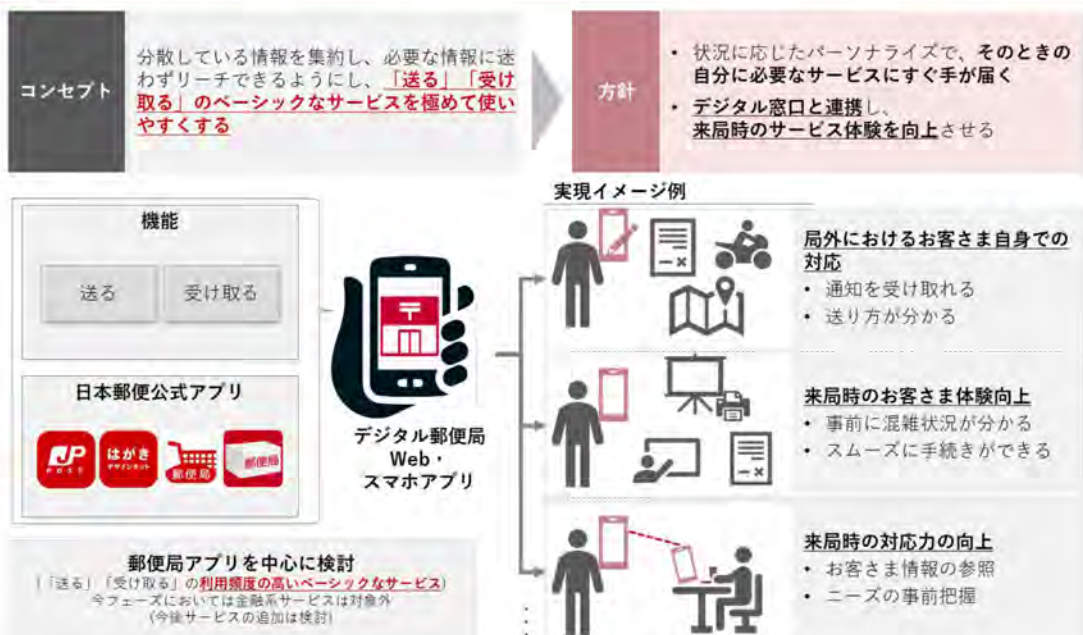 コンセプト
分散している情報を集約し、必要な情報に迷
わずリーチできるようにし、「送る」「受け
取る」のベーシックなサービスを極めて使い
やすくする
方針
• 状況に応じたパーソナライズで、そのときの
自分に必要なサービスにすぐ手が届く
• デジタル窓口と連携し、
来局時のサービス体験を向上させる
機能
送る
受け取る
日本郵便公式アプリ
JP
POST
はがき
デザインキット
郵便局
郵便局
郵便局アプリを中心に検討
(「送る」「受け取る」の利用頻度の高いベーシックなサービス)
今フェーズにおいては金融系サービスは対象外
(今後サービスの追加は検討)
〒
デジタル郵便局
Web・
スマホアプリ
実現イメージ例
局外におけるお客さま自身での
対応
• 通知を受け取れる
• 送り方が分かる
来局時のお客さま体験向上
• 事前に混雑状況が分かる
• スムーズに手続きができる
来局時の対応力の向上
• お客さま情報の参照
• ニーズの事前把握